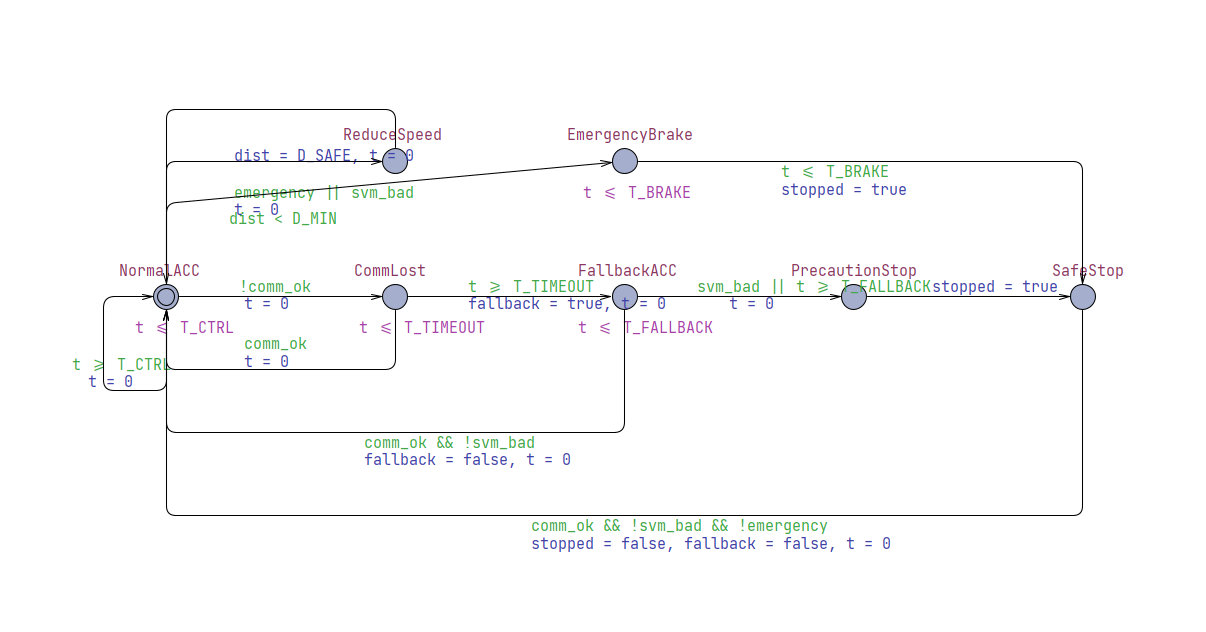 ReduceSpeed
EmergencyBrake
dist = D_SAFE, t = 0
t ⩽ T_BRAKE
stopped = true
emergency || svm_bad
t = 0
t ⩽ T_BRAKE
dist < D_MIN
NormalACC
CommLost
FallbackACC
PrecautionStop
SafeStop
!comm_ok
t = 0
t ⩾ T_TIMEOUT
fallback = true, t = 0
svm_bad || t ⩾ T_FALLBACK
t = 0
stopped = true
t ⩽ T_CTRL
t ⩽ T_TIMEOUT
t ⩽ T_FALLBACK
comm_ok
t = 0
t ⩾ T_CTRL
t = 0
comm_ok && !svm_bad
fallback = false, t = 0
comm_ok && !svm_bad && !emergency
stopped = false, fallback = false, t = 0